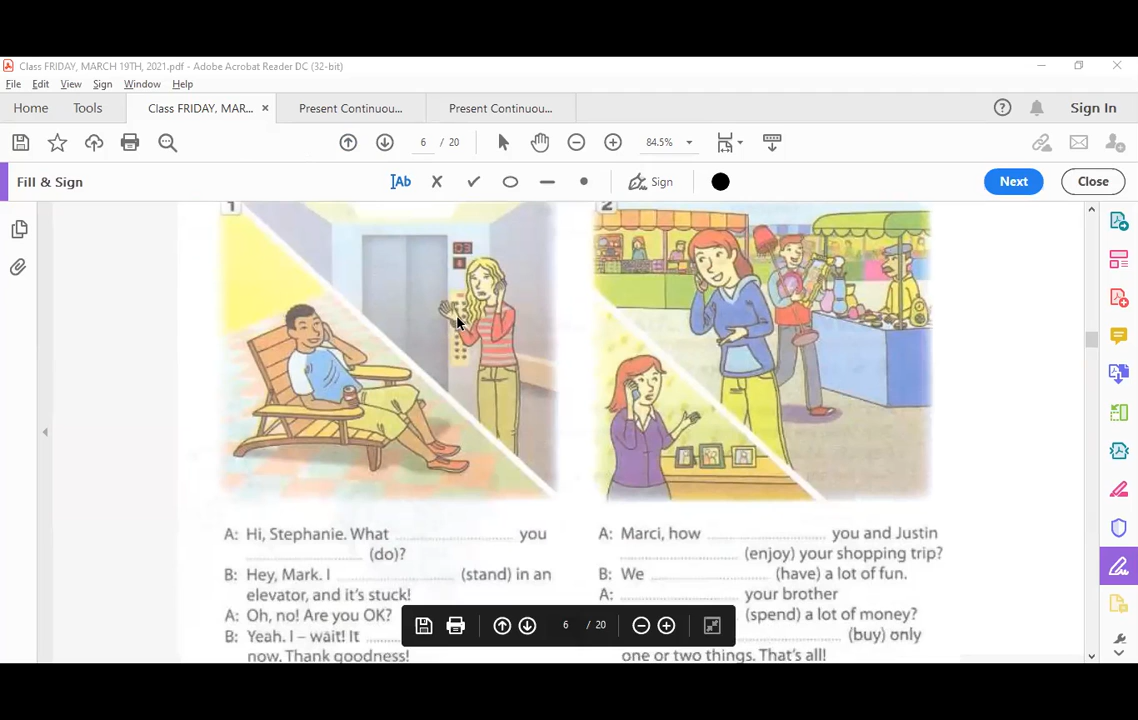 Class FRIDAY, MARCH 19TH, 2021.pdf - Adobe Acrobat Reader DC (32-bit)
File Edit View Sign Window Help
Home Tools Class FRIDAY, MAR... × Present Continuou... Present Continuou... Sign In
6 / 20 84.5%
Fill & Sign Ab Sign Next Close
1 2
03
A: Hi, Stephanie. What ........................ you
........................ (do)?
B: Hey, Mark. I ........................ (stand) in an
elevator, and it's stuck!
A: Oh, no! Are you OK?
B: Yeah. I – wait! It
now. Thank goodness!
A: Marci, how ........................ you and Justin
........................ (enjoy) your shopping trip?
B: We ........................ (have) a lot of fun.
A: ........................ your brother
(spend) a lot of money?
(buy) only
one or two things. That's all!
6 / 20